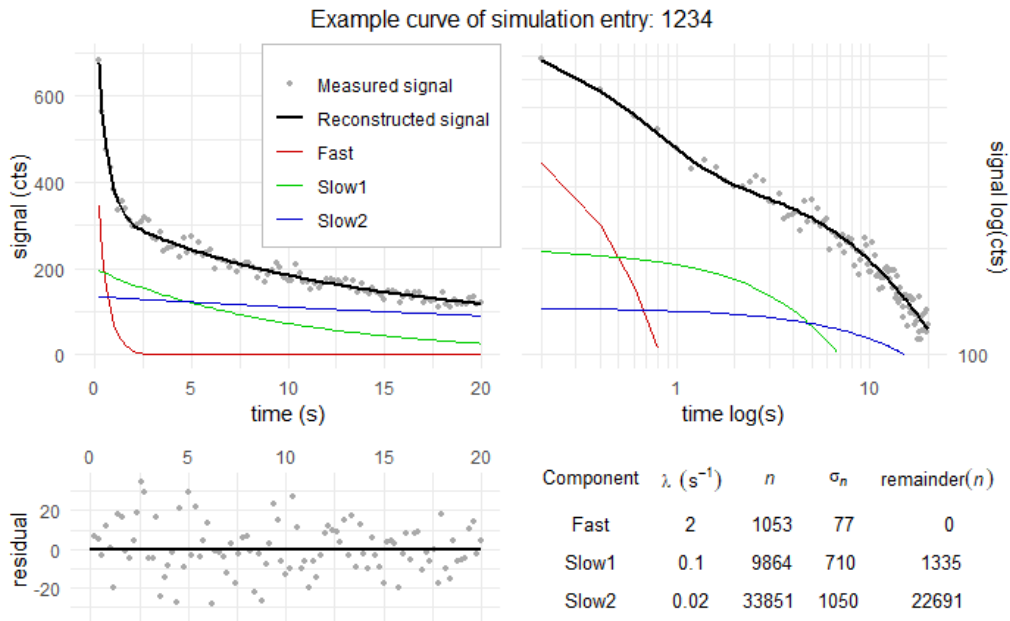 Example curve of simulation entry: 1234
Measured signal
Reconstructed signal
Fast
Slow1
Slow2
signal (cts)
600
400
200
0
0 5 10 15 20
time (s)
signal log(cts)
100
1 10
time log(s)
0 5 10 15 20
residual
20
0
-20
Component λ (s⁻¹) n σₙ remainder(n)
Fast 2 1053 77 0
Slow1 0.1 9864 710 1335
Slow2 0.02 33851 1050 22691